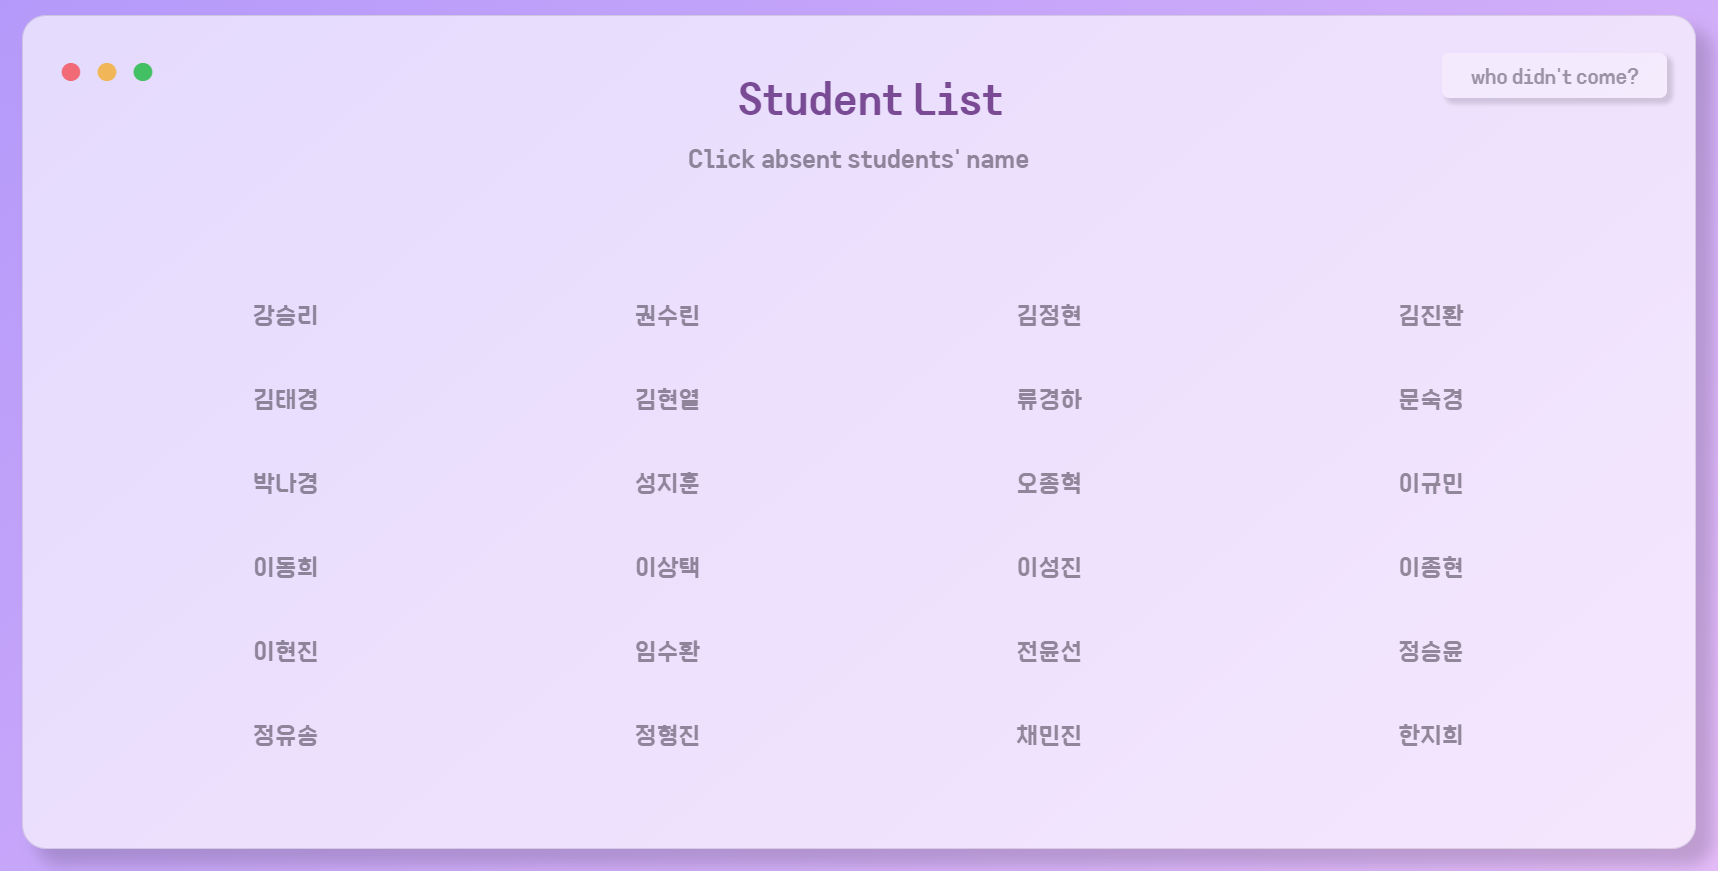 who didn't come?
Student List
Click absent students' name
강승리 권수린 김정현 김진환
김태경 김현열 류경하 문숙경
박나경 성지훈 오종혁 이규민
이동희 이상택 이성진 이종현
이현진 임수환 전윤선 정승윤
정유송 정형진 채민진 한지희